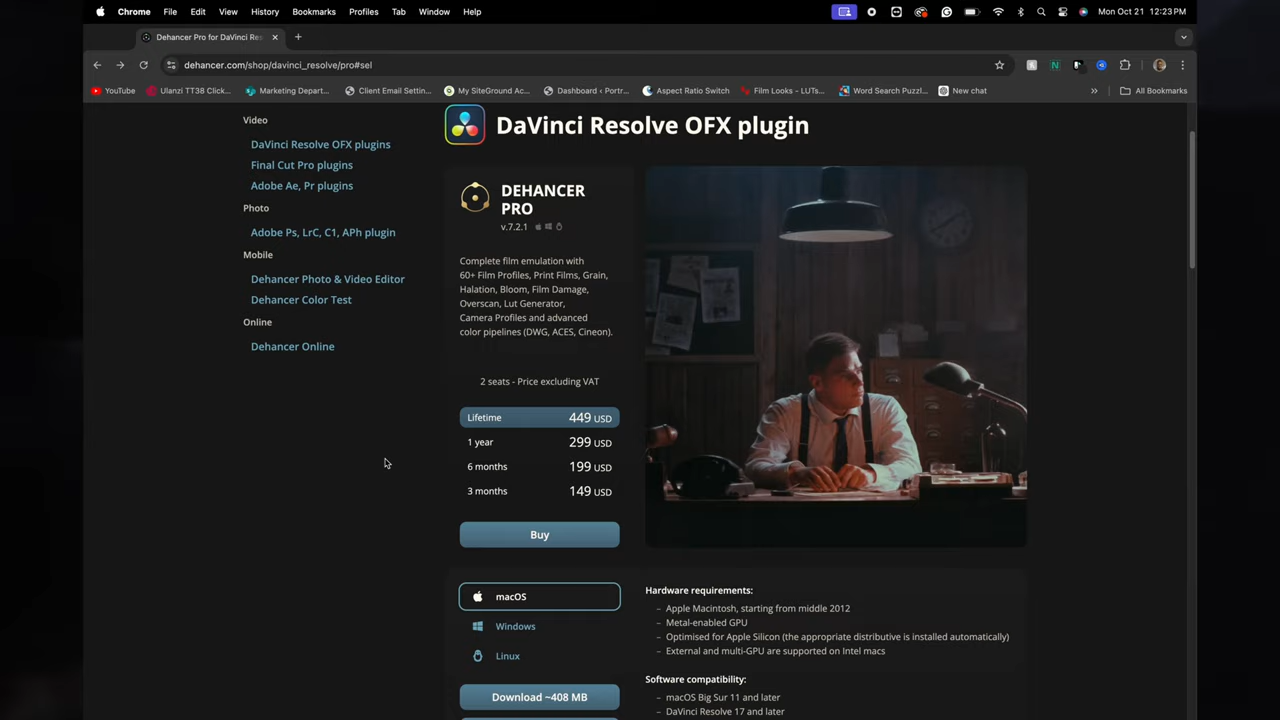 Chrome File Edit View History Bookmarks Profiles Tab Window Help Mon Oct 21 12:23 PM
Dehancer Pro for DaVinci Res
dehancer.com/shop/davinci_resolve/pro#sel
YouTube Ulanzi TT38 Click... Marketing Depart... Client Email Setting... My SiteGround Ac... Dashboard ‹ Portr... Aspect Ratio Switch Film Looks - LUTs... Word Search Puzzl... New chat » All Bookmarks
Video
DaVinci Resolve OFX plugins
Final Cut Pro plugins
Adobe Ae, Pr plugins
Photo
Adobe Ps, LrC, C1, APh plugin
Mobile
Dehancer Photo & Video Editor
Dehancer Color Test
Online
Dehancer Online
DaVinci Resolve OFX plugin
DEHANCER
PRO
v.7.2.1
Complete film emulation with
60+ Film Profiles, Print Films, Grain,
Halation, Bloom, Film Damage,
Overscan, Lut Generator,
Camera Profiles and advanced
color pipelines (DWG, ACES, Cineon).
2 seats - Price excluding VAT
Lifetime 449 USD
1 year 299 USD
6 months 199 USD
3 months 149 USD
Buy
macOS
Windows
Linux
Download ~408 MB
Hardware requirements:
– Apple Macintosh, starting from middle 2012
– Metal-enabled GPU
– Optimised for Apple Silicon (the appropriate distributive is installed automatically)
– External and multi-GPU are supported on Intel macs
Software compatibility:
– macOS Big Sur 11 and later
– DaVinci Resolve 17 and later